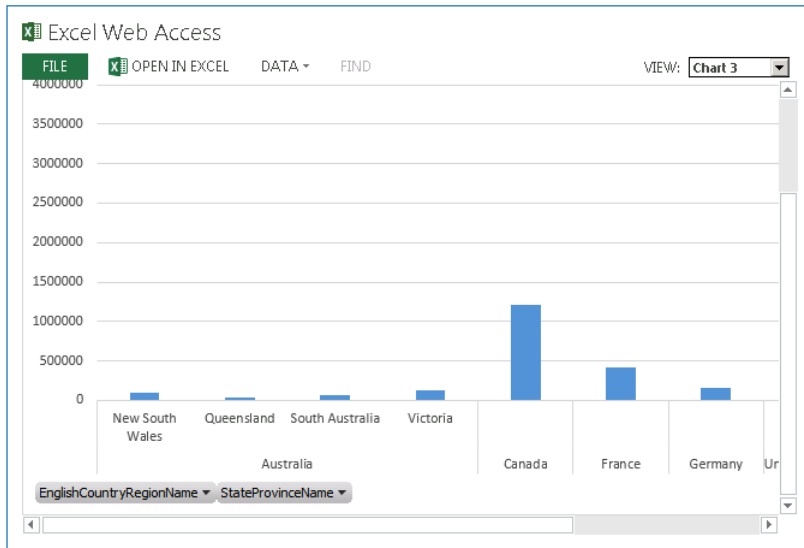 Excel Web Access
FILE OPEN IN EXCEL DATA FIND VIEW: Chart 3
4000000
3500000
3000000
2500000
2000000
1500000
1000000
500000
0
New South Queensland South Australia Victoria
Wales
Australia Canada France Germany Ur
EnglishCountryRegionName StateProvinceName